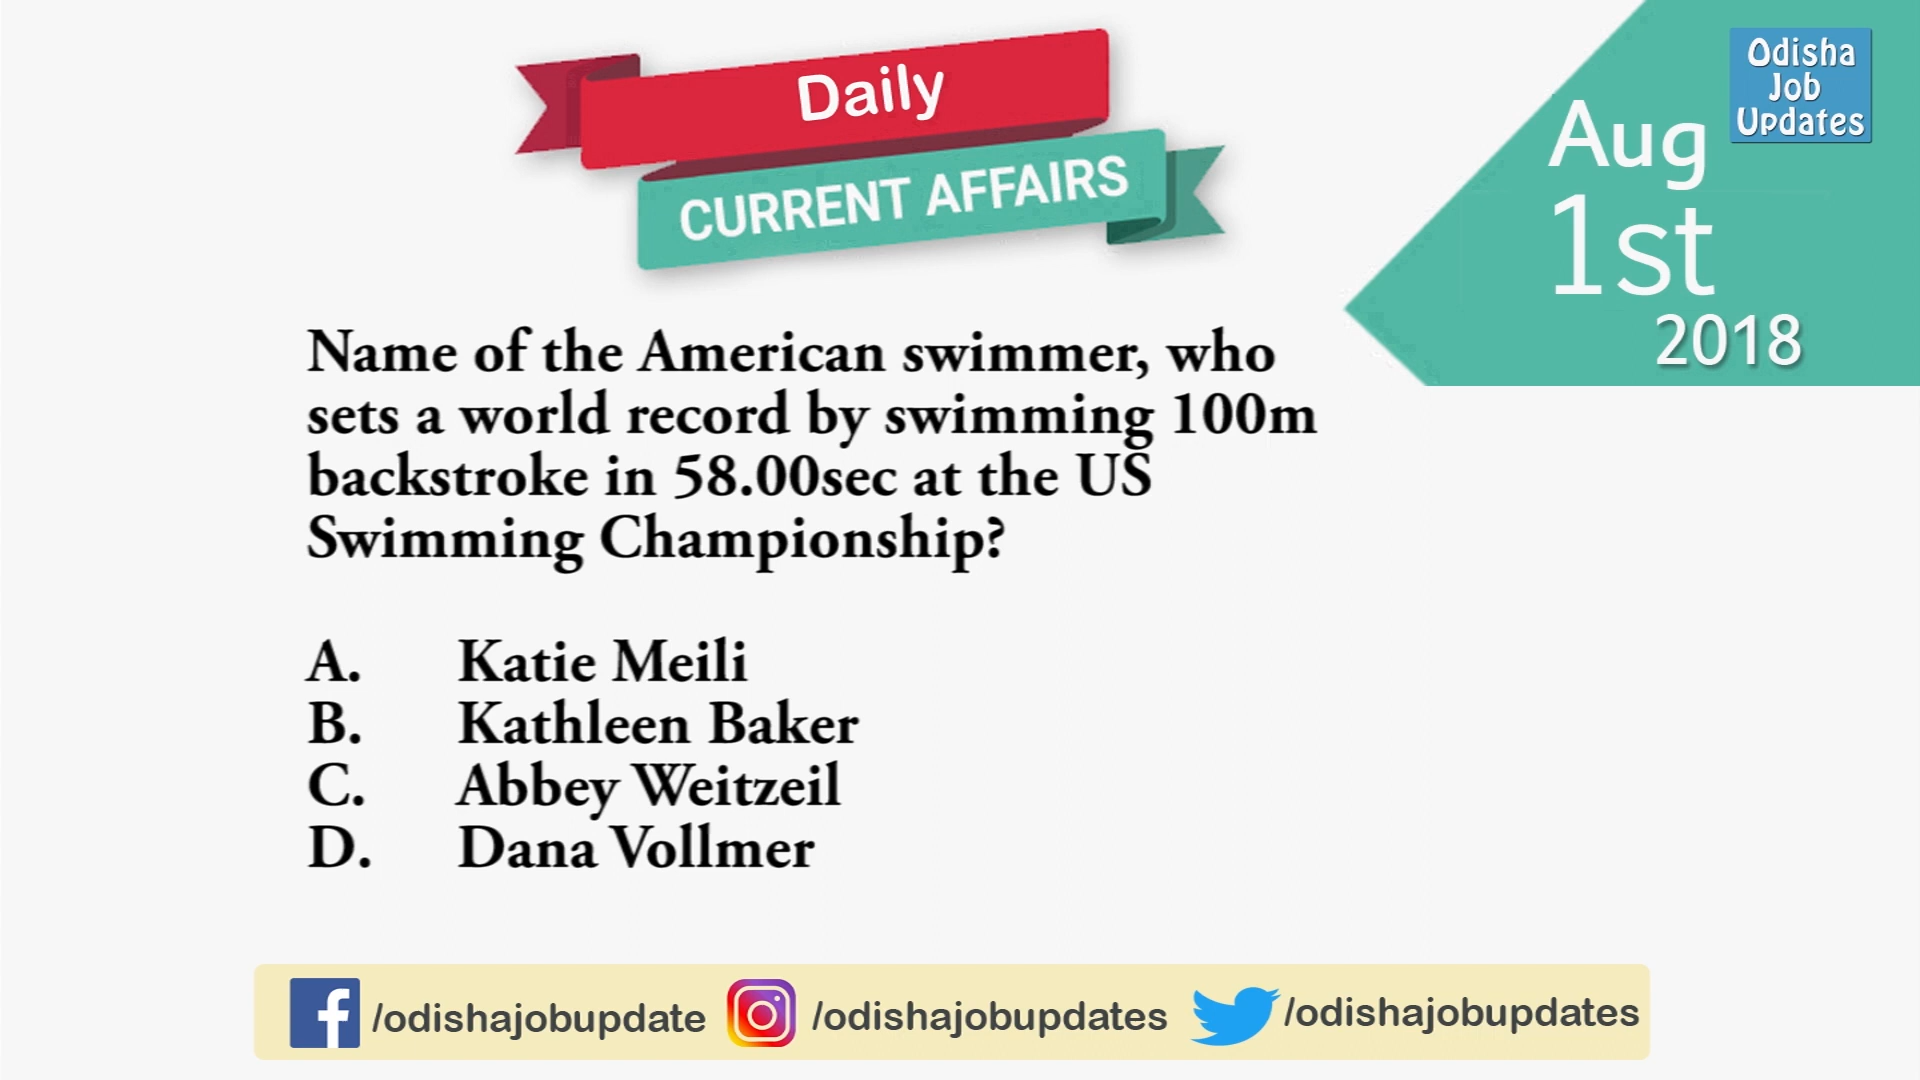 Daily
CURRENT AFFAIRS
Odisha
Job
Updates
Aug
1st
2018
Name of the American swimmer, who
sets a world record by swimming 100m
backstroke in 58.00sec at the US
Swimming Championship?
A. Katie Meili
B. Kathleen Baker
C. Abbey Weitzeil
D. Dana Vollmer
/odishajobupdate /odishajobupdates /odishajobupdates